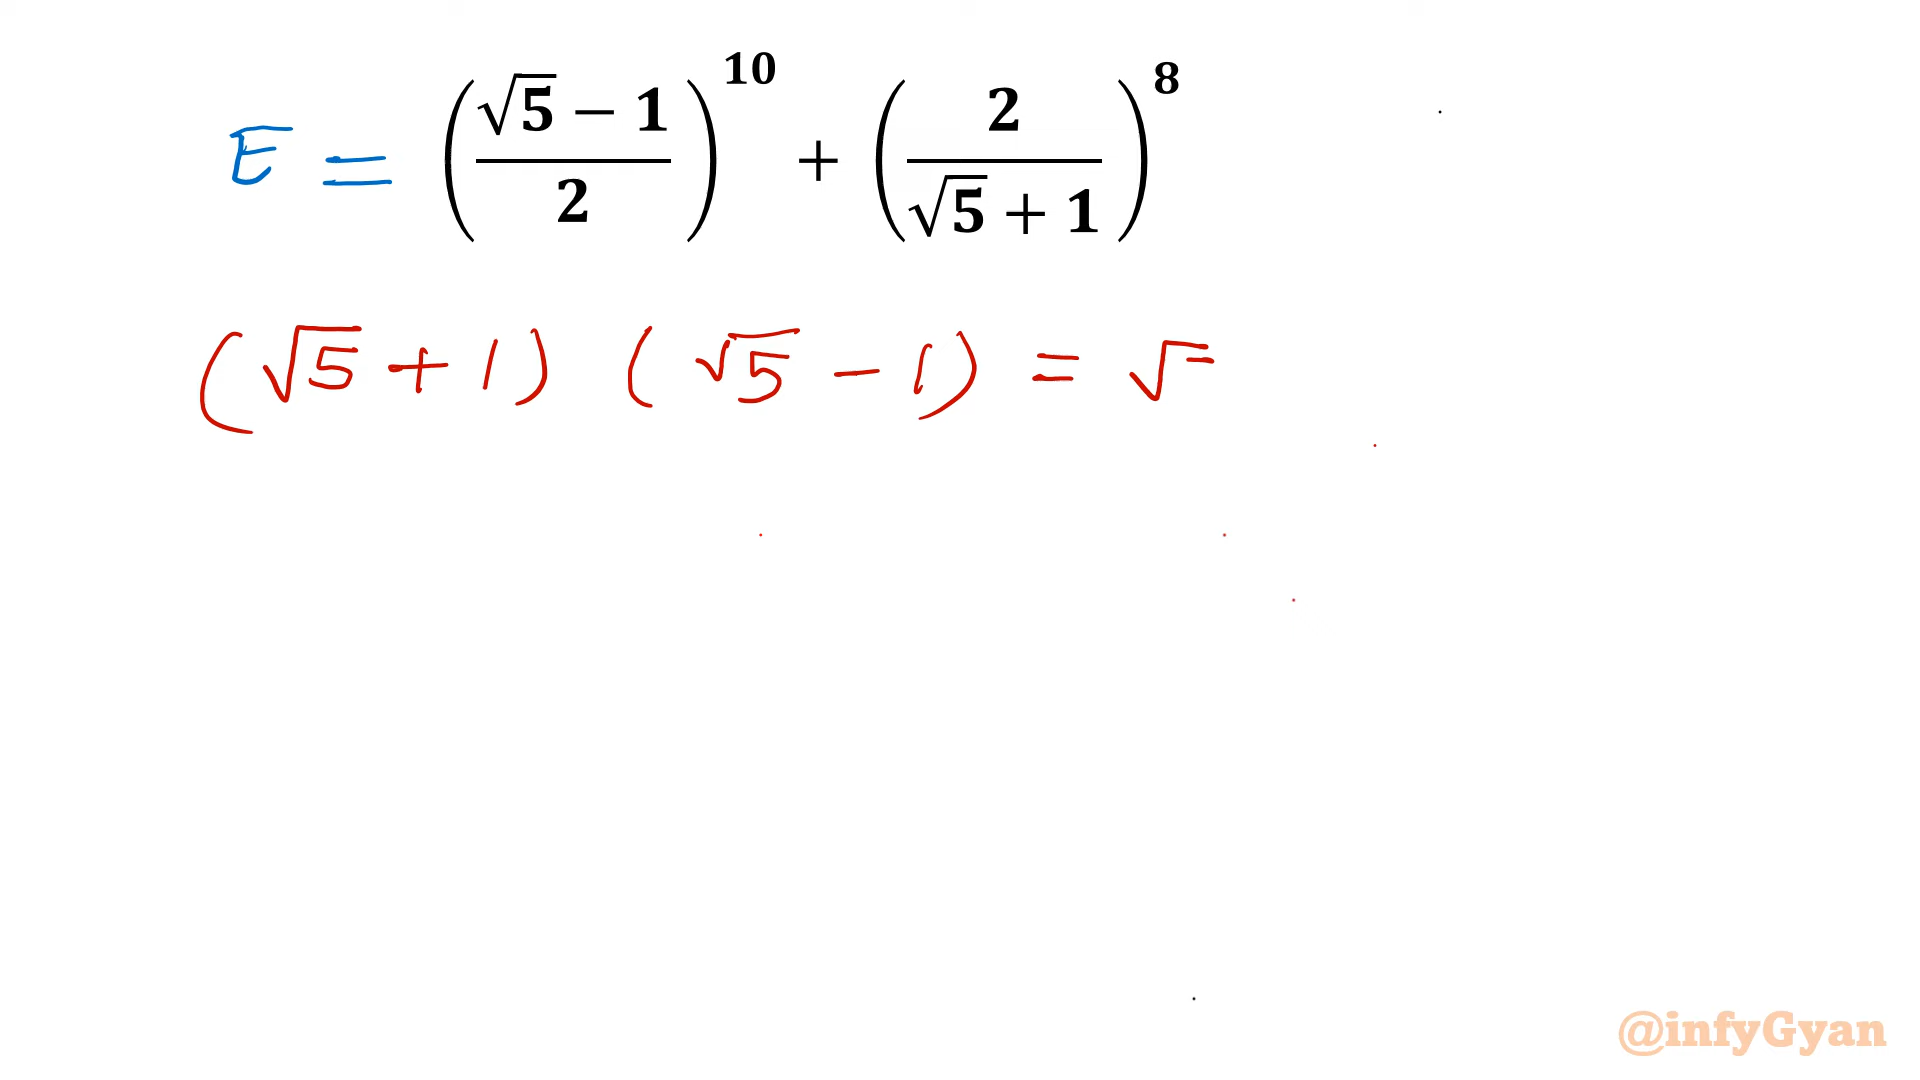 E = ((√5 − 1)/2)^10 + (2/(√5 + 1))^8
(√5 + 1) (√5 − 1) = √
@infyGyan